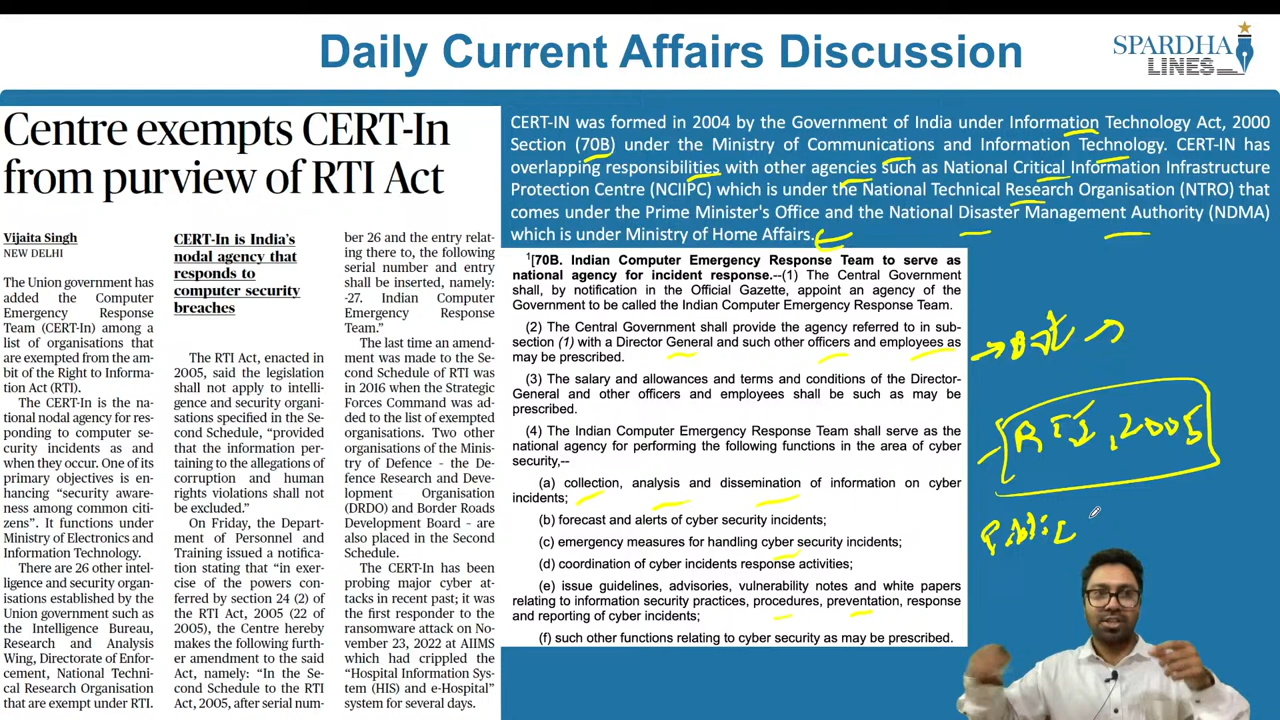 Daily Current Affairs Discussion
SPARDHA
LINES
Centre exempts CERT-In
from purview of RTI Act
Vijaita Singh
NEW DELHI
The Union government has
added the Computer
Emergency Response
Team (CERT-In) among a
list of organisations that
are exempted from the am-
bit of the Right to Informa-
tion Act (RTI).
The CERT-In is the na-
tional nodal agency for res-
ponding to computer se-
curity incidents as and
when they occur. One of its
primary objectives is en-
hancing “security aware-
ness among common citi-
zens”. It functions under
Ministry of Electronics and
Information Technology.
There are 26 other intel-
ligence and security organ-
isations established by the
Union government such as
the Intelligence Bureau,
Research and Analysis
Wing, Directorate of Enfor-
cement, National Techni-
cal Research Organisation
that are exempt under RTI.
CERT-In is India’s
nodal agency that
responds to
computer security
breaches
The RTI Act, enacted in
2005, said the legislation
shall not apply to intelli-
gence and security organi-
sations specified in the Se-
cond Schedule, “provided
that the information per-
taining to the allegations of
corruption and human
rights violations shall not
be excluded.”
On Friday, the Depart-
ment of Personnel and
Training issued a notifica-
tion stating that “in exer-
cise of the powers con-
ferred by section 24 (2) of
the RTI Act, 2005 (22 of
2005), the Centre hereby
makes the following furth-
er amendment to the said
Act, namely: “In the Se-
cond Schedule to the RTI
Act, 2005, after serial num-
ber 26 and the entry relat-
ing there to, the following
serial number and entry
shall be inserted, namely:
-27. Indian Computer
Emergency Response
Team.”
The last time an amend-
ment was made to the Se-
cond Schedule of RTI was
in 2016 when the Strategic
Forces Command was ad-
ded to the list of exempted
organisations. Two other
organisations of the Minis-
try of Defence - the De-
fence Research and Deve-
lopment Organisation
(DRDO) and Border Roads
Development Board - are
also placed in the Second
Schedule.
The CERT-In has been
probing major cyber at-
tacks in recent past; it was
the first responder to the
ransomware attack on No-
vember 23, 2022 at AIIMS
which had crippled the
“Hospital Information Sys-
tem (HIS) and e-Hospital”
system for several days.
CERT-IN was formed in 2004 by the Government of India under Information Technology Act, 2000
Section (70B) under the Ministry of Communications and Information Technology. CERT-IN has
overlapping responsibilities with other agencies such as National Critical Information Infrastructure
Protection Centre (NCIIPC) which is under the National Technical Research Organisation (NTRO) that
comes under the Prime Minister's Office and the National Disaster Management Authority (NDMA)
which is under Ministry of Home Affairs.
1[70B. Indian Computer Emergency Response Team to serve as
national agency for incident response.--(1) The Central Government
shall, by notification in the Official Gazette, appoint an agency of the
Government to be called the Indian Computer Emergency Response Team.
(2) The Central Government shall provide the agency referred to in sub-
section (1) with a Director General and such other officers and employees as
may be prescribed.
(3) The salary and allowances and terms and conditions of the Director-
General and other officers and employees shall be such as may be
prescribed.
(4) The Indian Computer Emergency Response Team shall serve as
the national agency for performing the following functions in the area of cyber
security,--
(a) collection, analysis and dissemination of information on cyber
incidents;
(b) forecast and alerts of cyber security incidents;
(c) emergency measures for handling cyber security incidents;
(d) coordination of cyber incidents response activities;
(e) issue guidelines, advisories, vulnerability notes and white papers
relating to information security practices, procedures, preventation, response
and reporting of cyber incidents;
(f) such other functions relating to cyber security as may be prescribed.
RTI, 2005
Public